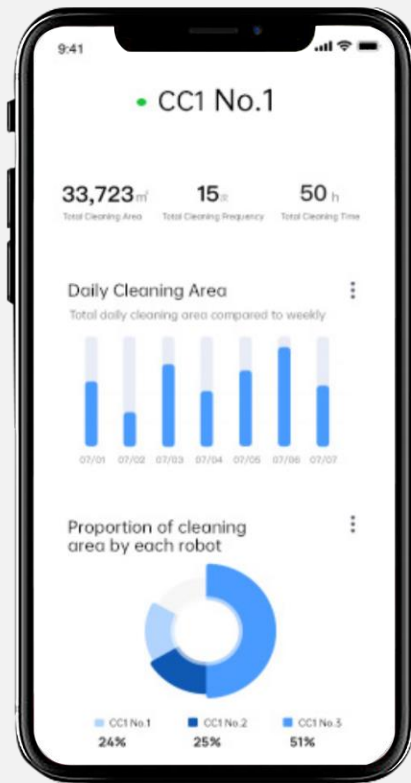 9:41
CC1 No.1
33,723㎡ 15次 50 h
Total Cleaning Area Total Cleaning Frequency Total Cleaning Time
Daily Cleaning Area
Total daily cleaning area compared to weekly
07/01 07/02 07/03 07/04 07/05 07/06 07/07
Proportion of cleaning
area by each robot
CC1 No.1 CC1 No.2 CC1 No.3
24% 25% 51%